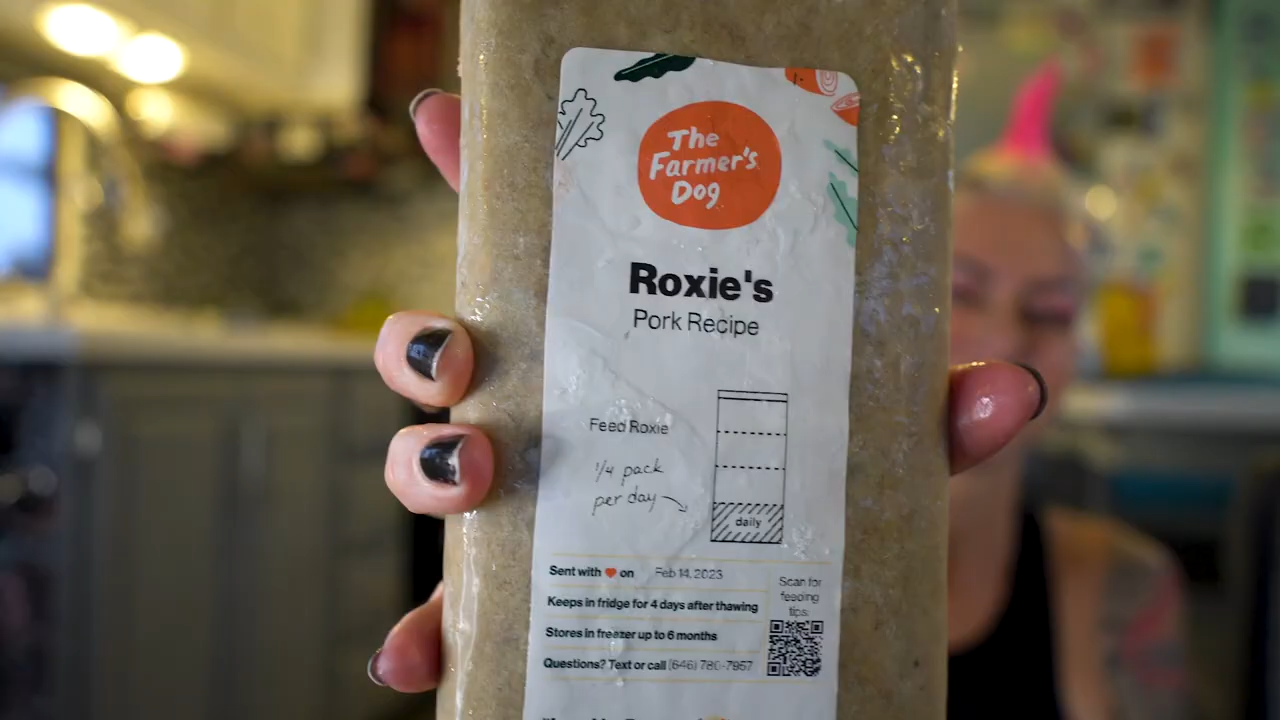 The
Farmer's
Dog
Roxie's
Pork Recipe
Feed Roxie
1/4 pack
per day
daily
Sent with ♥ on Feb 14, 2023
Keeps in fridge for 4 days after thawing
Stores in freezer up to 6 months
Questions? Text or call (646) 780-7957
Scan for
feeding
tips: